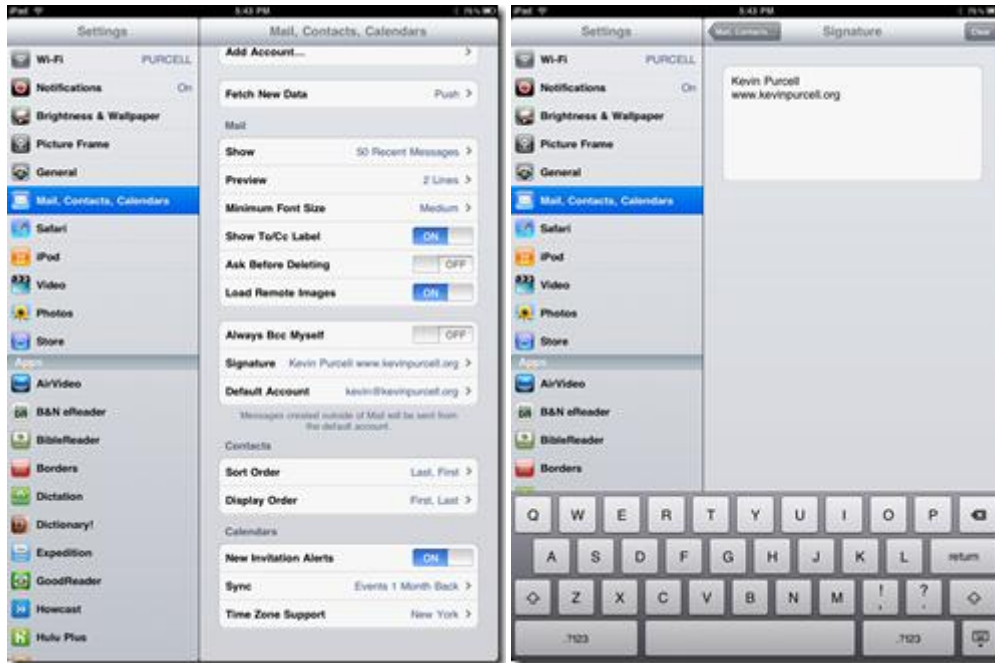 iPad
5:43 PM
Settings
Mail, Contacts, Calendars
Wi-Fi PURCELL
Notifications On
Brightness & Wallpaper
Picture Frame
General
Mail, Contacts, Calendars
Safari
iPod
Video
Photos
Store
Apps
AirVideo
B&N eReader
BibleReader
Borders
Dictation
Dictionary!
Expedition
GoodReader
Howcast
Hulu Plus
Add Account...
Fetch New Data Push
Mail
Show 50 Recent Messages
Preview 2 Lines
Minimum Font Size Medium
Show To/Cc Label ON
Ask Before Deleting OFF
Load Remote Images ON
Always Bcc Myself OFF
Signature Kevin Purcell www.kevinpurcell.org
Default Account kevin@kevinpurcell.org
Messages created outside of Mail will be sent from
the default account.
Contacts
Sort Order Last, First
Display Order First, Last
Calendars
New Invitation Alerts ON
Sync Events 1 Month Back
Time Zone Support New York
iPad
5:43 PM
Settings
Mail, Contacts...
Signature
Clear
Wi-Fi PURCELL
Notifications On
Brightness & Wallpaper
Picture Frame
General
Mail, Contacts, Calendars
Safari
iPod
Video
Photos
Store
Apps
AirVideo
B&N eReader
BibleReader
Borders
Kevin Purcell
www.kevinpurcell.org
Q W E R T Y U I O P
A S D F G H J K L return
Z X C V B N M ! , ? .
.?123 .?123